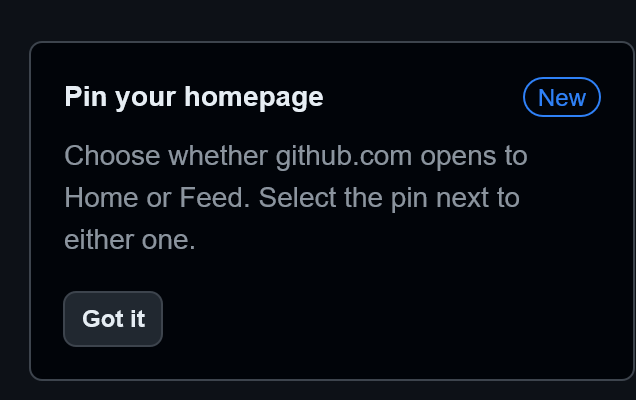 Pin your homepage
New
Choose whether github.com opens to
Home or Feed. Select the pin next to
either one.
Got it